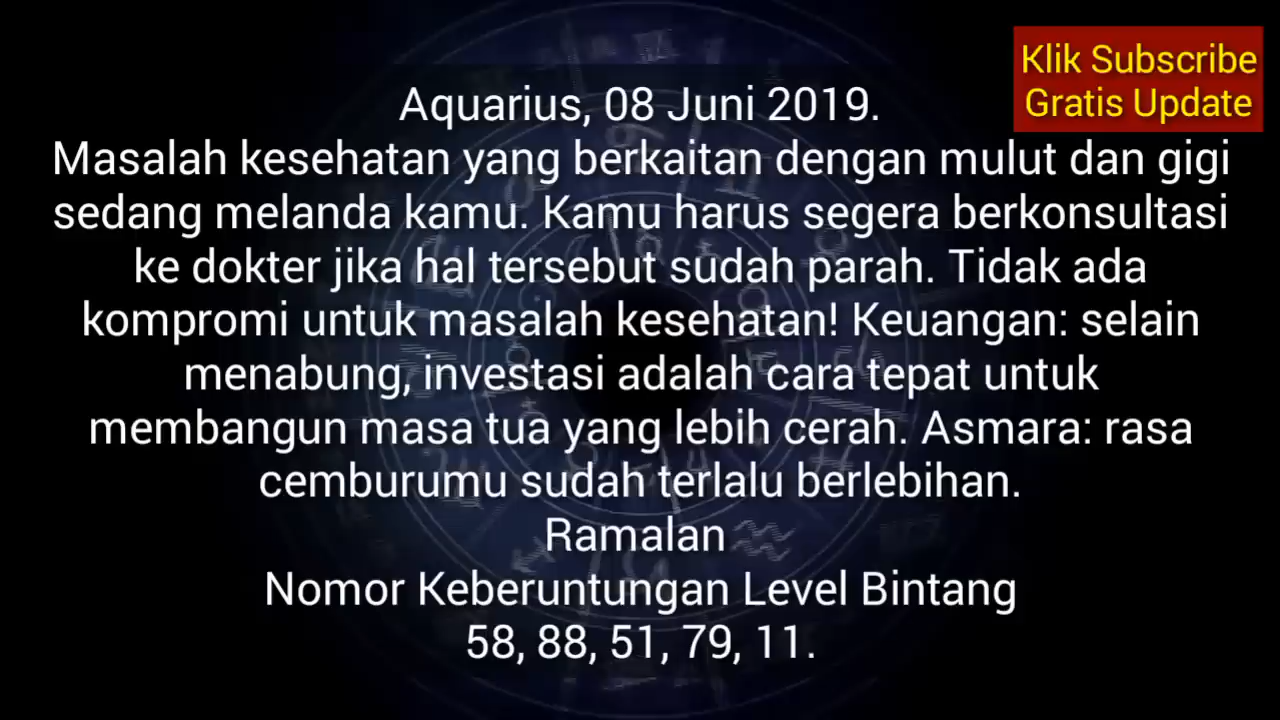 Klik Subscribe
Gratis Update
Aquarius, 08 Juni 2019.
Masalah kesehatan yang berkaitan dengan mulut dan gigi
sedang melanda kamu. Kamu harus segera berkonsultasi
ke dokter jika hal tersebut sudah parah. Tidak ada
kompromi untuk masalah kesehatan! Keuangan: selain
menabung, investasi adalah cara tepat untuk
membangun masa tua yang lebih cerah. Asmara: rasa
cemburumu sudah terlalu berlebihan.
Ramalan
Nomor Keberuntungan Level Bintang
58, 88, 51, 79, 11.